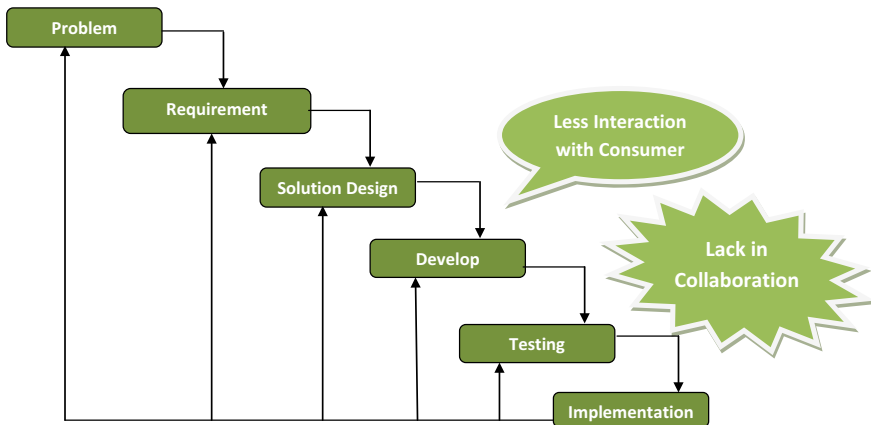 Problem
Requirement
Less Interaction
with Consumer
Solution Design
Lack in
Collaboration
Develop
Testing
Implementation